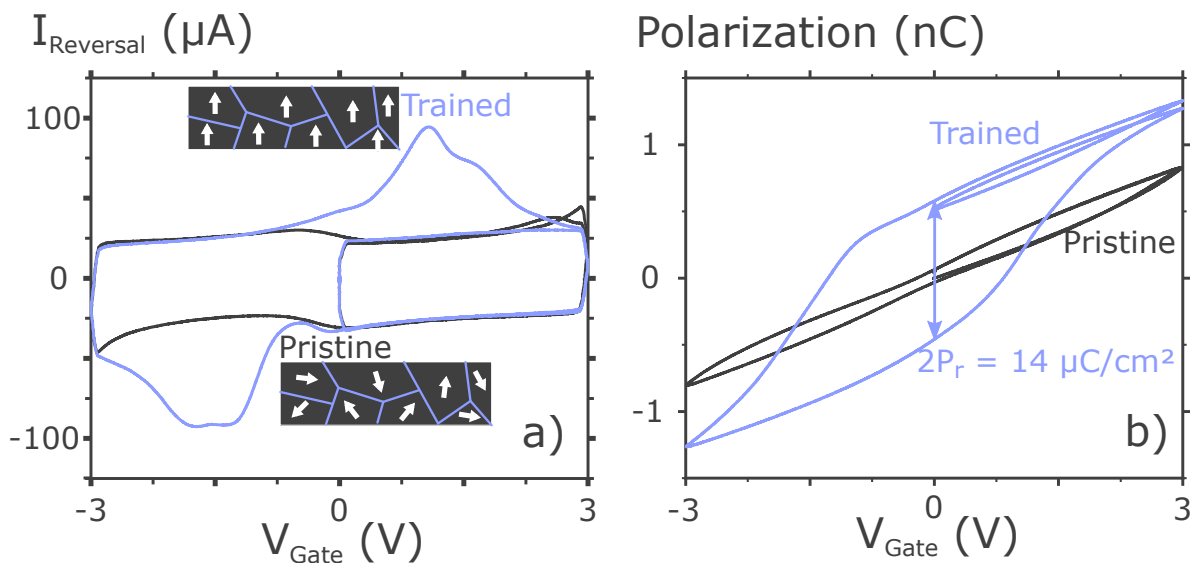 I_Reversal (µA)
100
0
-100
Trained
Pristine
a)
-3
0
3
V_Gate (V)
Polarization (nC)
1
0
-1
Trained
Pristine
2P_r = 14 µC/cm²
b)
-3
0
3
V_Gate (V)